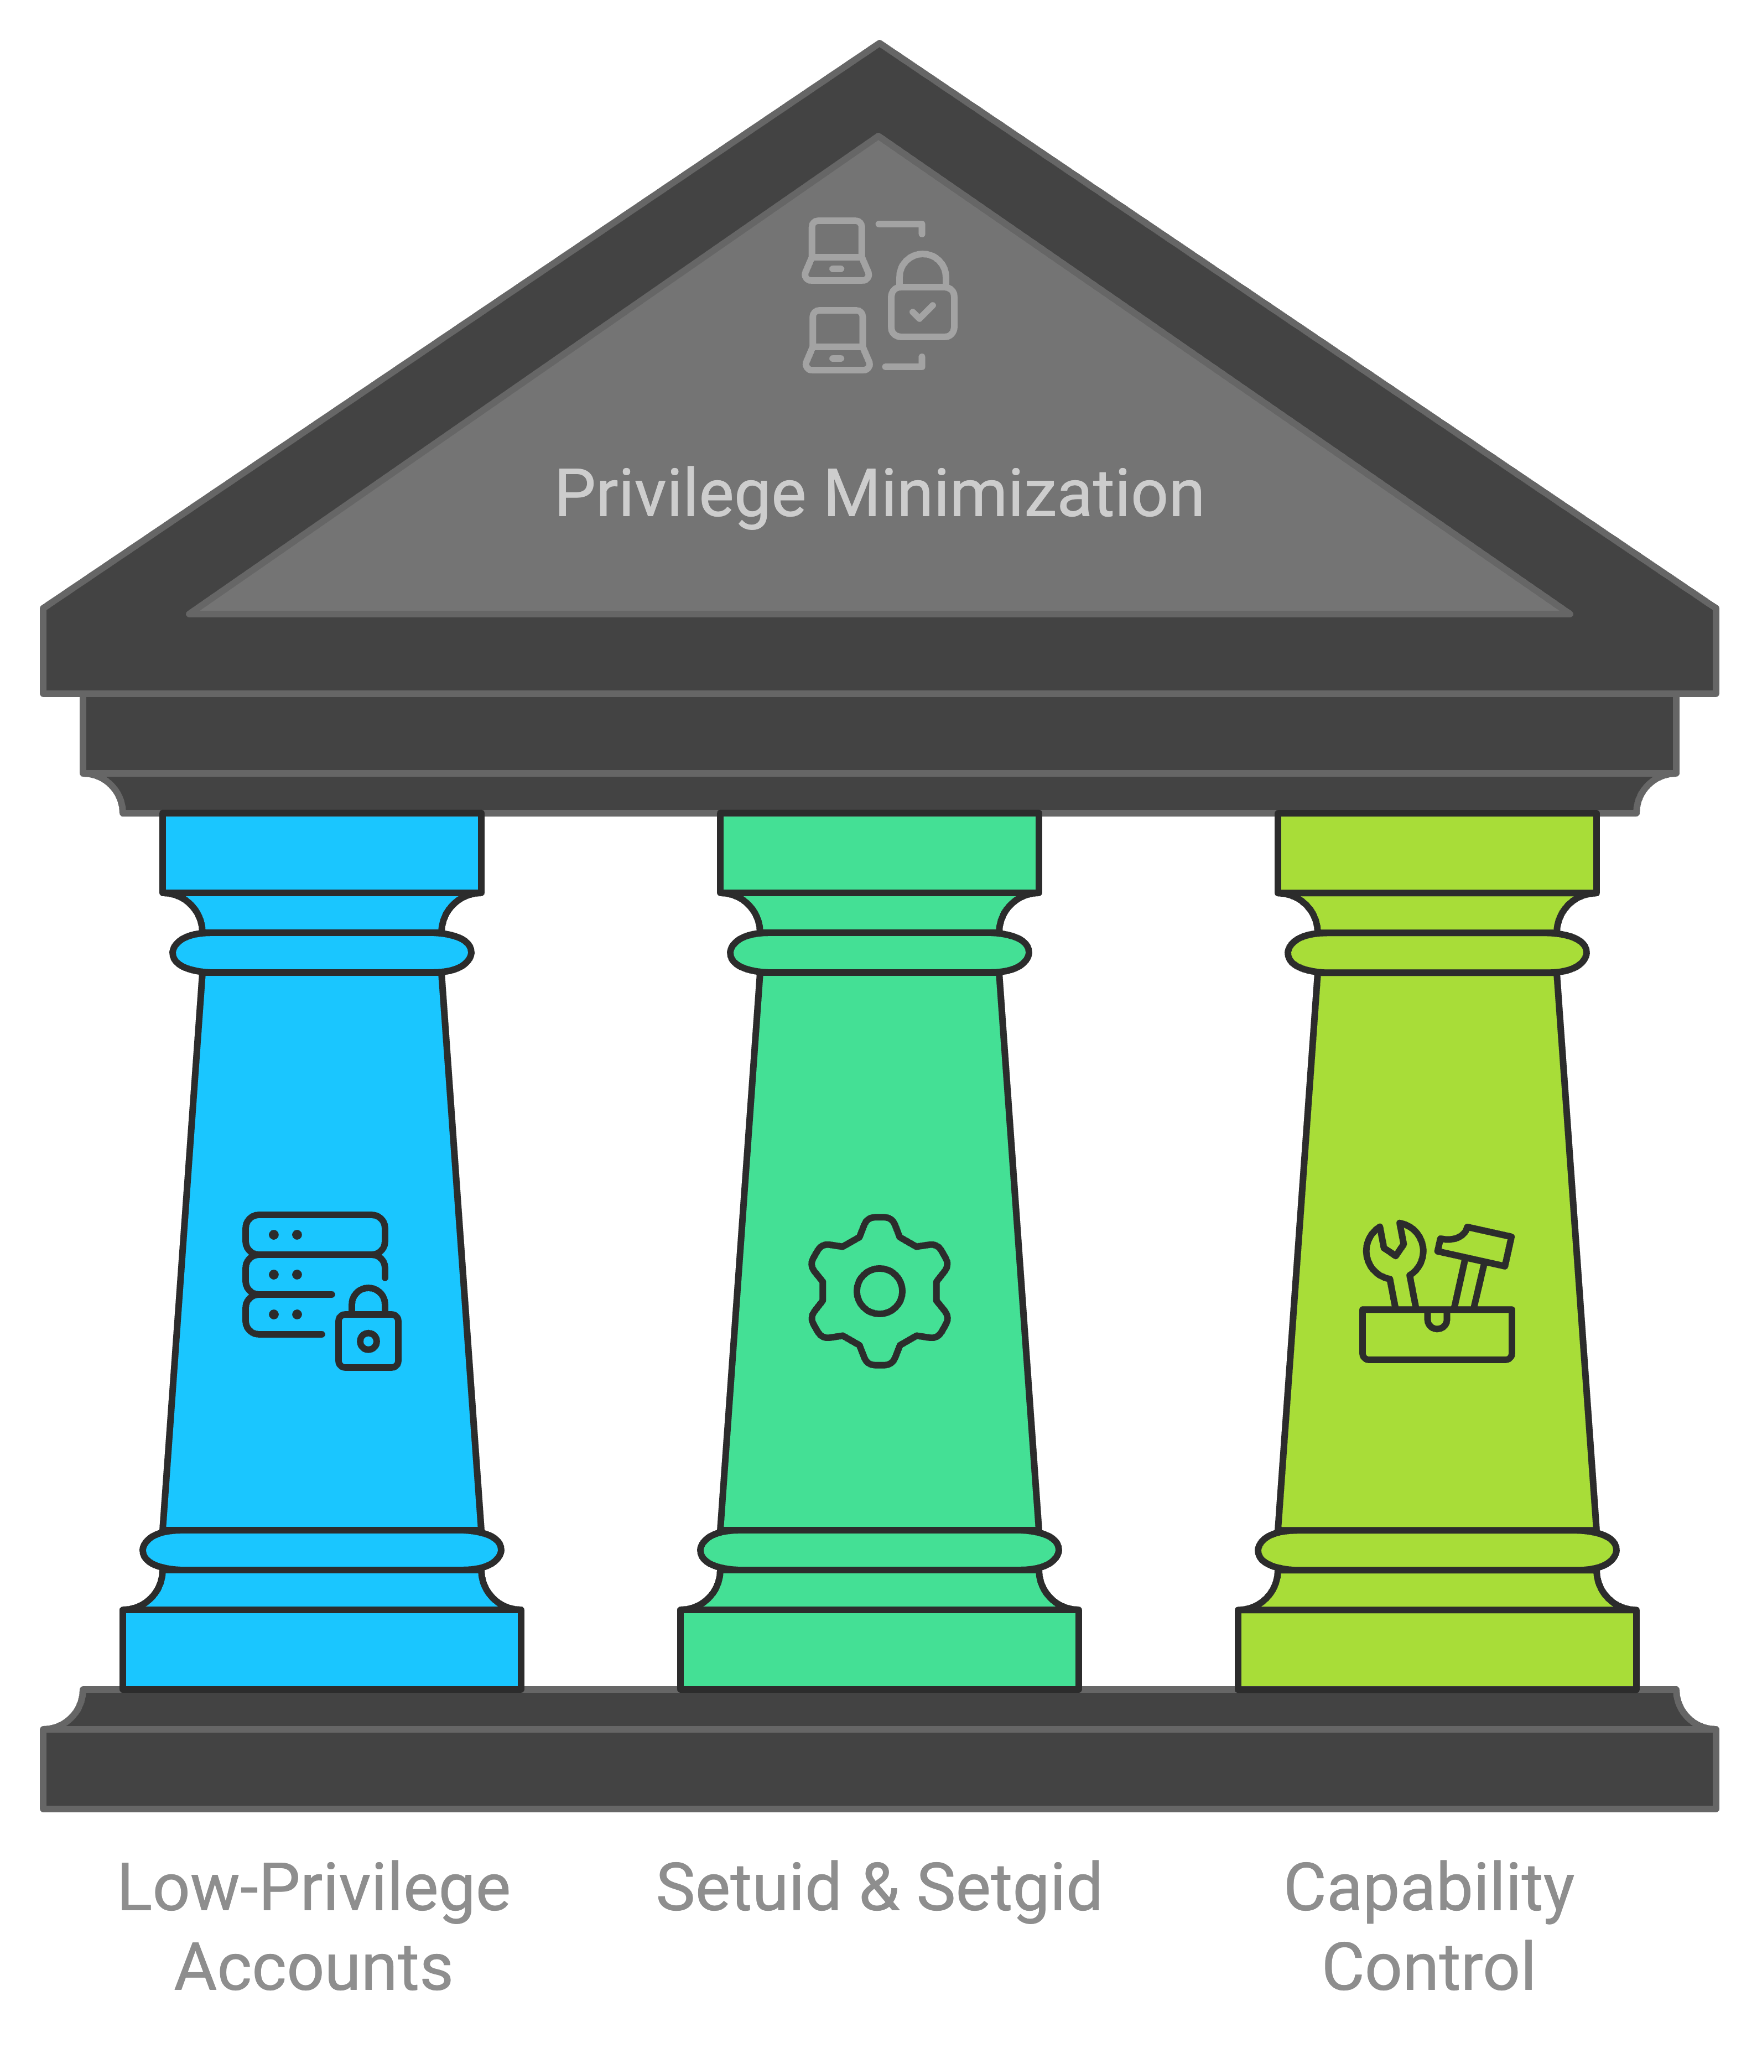 Privilege Minimization
Low-Privilege
Accounts
Setuid & Setgid
Capability
Control